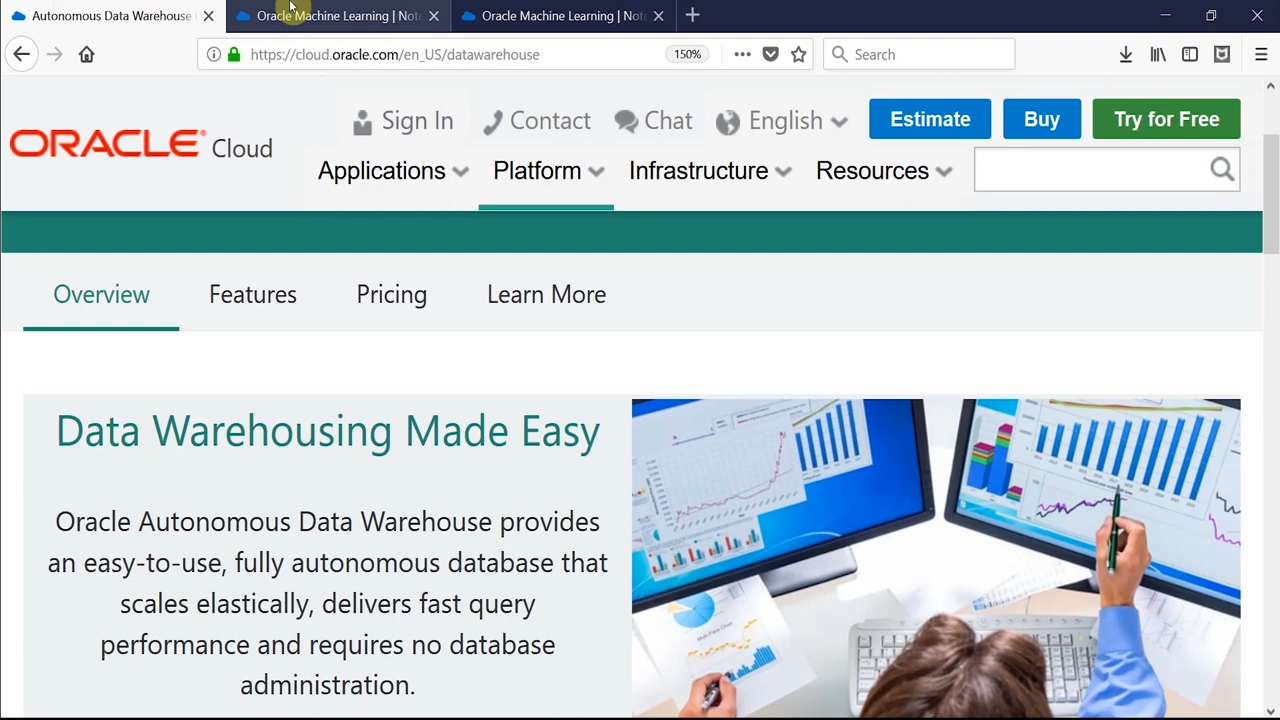 Autonomous Data Warehouse
Oracle Machine Learning | Note
Oracle Machine Learning | Note
https://cloud.oracle.com/en_US/datawarehouse
150%
Search
ORACLE Cloud
Sign In
Contact
Chat
English
Estimate
Buy
Try for Free
Applications
Platform
Infrastructure
Resources
Overview
Features
Pricing
Learn More
Data Warehousing Made Easy
Oracle Autonomous Data Warehouse provides
an easy-to-use, fully autonomous database that
scales elastically, delivers fast query
performance and requires no database
administration.